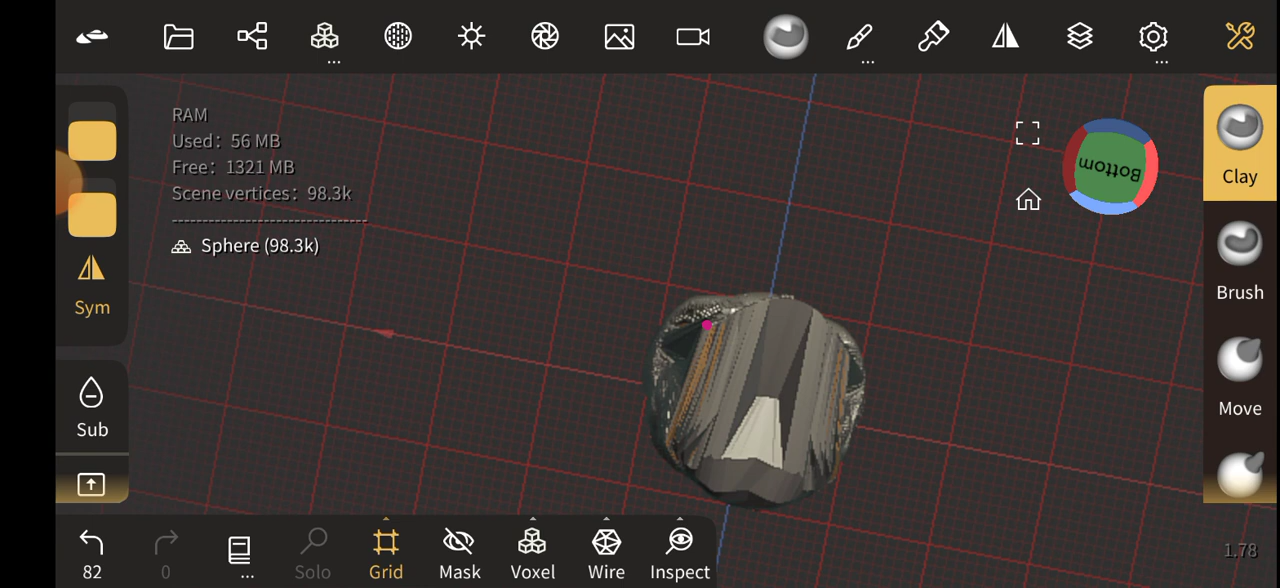 RAM
Used: 56 MB
Free: 1321 MB
Scene vertices: 98.3k
--------------------------------
Sphere (98.3k)
Bottom
Clay
Brush
Move
Sym
Sub
82
0
...
Solo
Grid
Mask
Voxel
Wire
Inspect
1.78